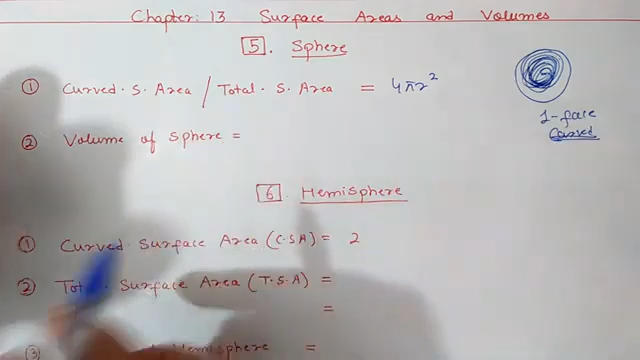 Chapter: 13 Surface Areas and Volumes
5. Sphere
① Curved. S. Area / Total. S. Area = 4πr²
1-face
Curved
② Volume of Sphere =
6. Hemisphere
① Curved Surface Area (C.S.A) = 2
② Surface Area (T.S.A) =
=
③ Hemisphere =